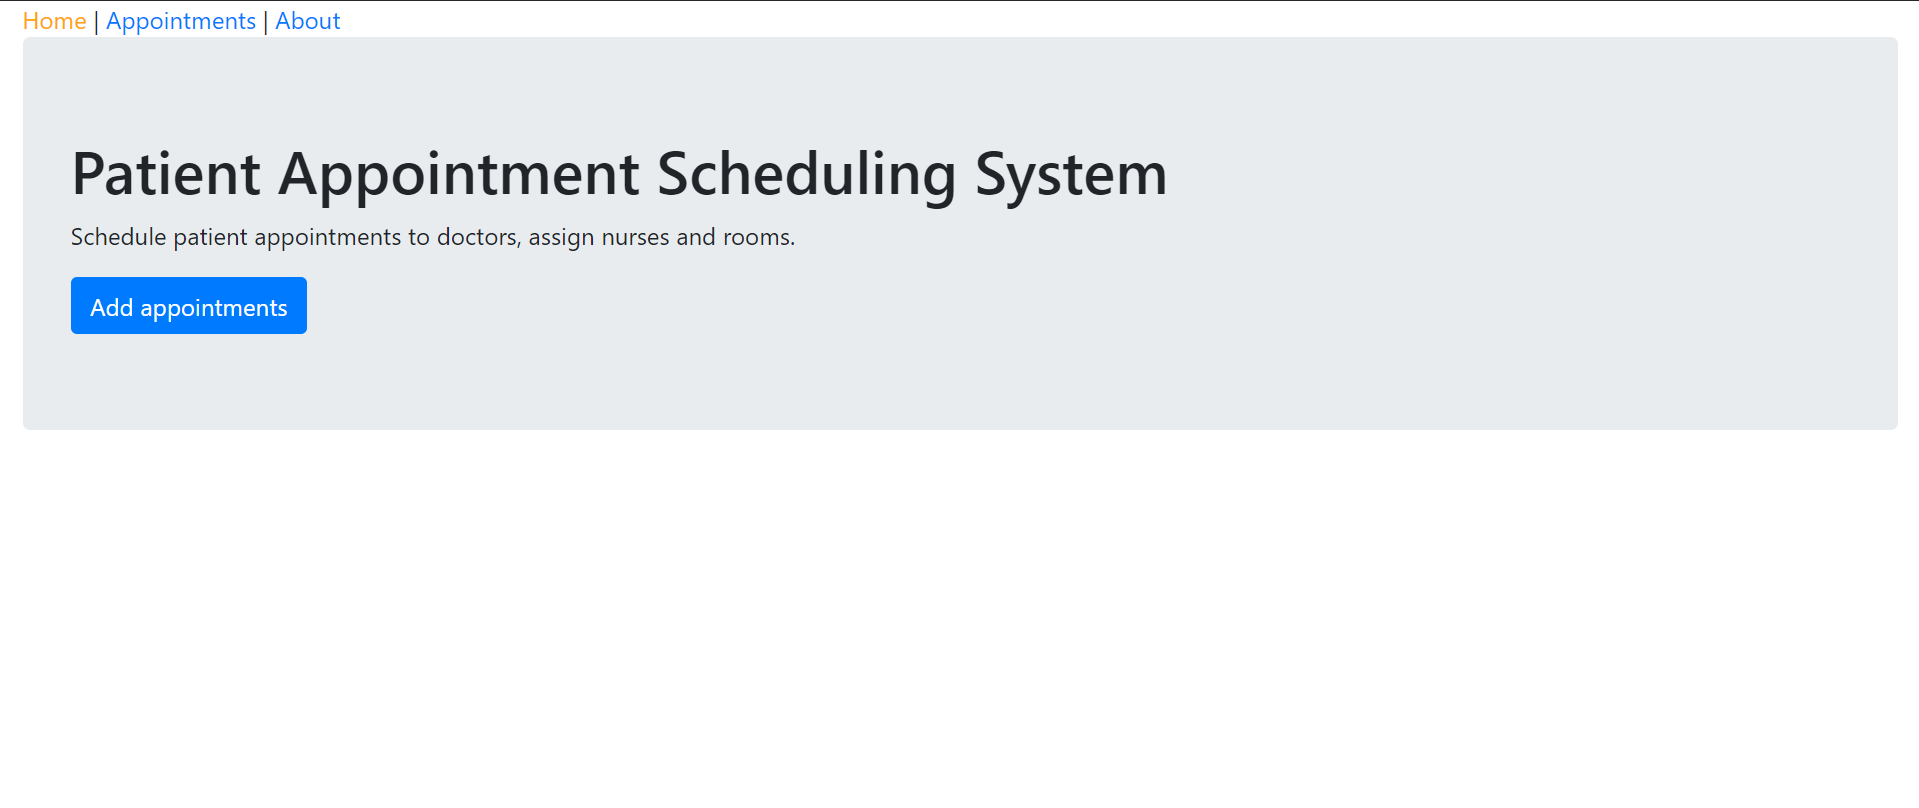 Home | Appointments | About
Patient Appointment Scheduling System
Schedule patient appointments to doctors, assign nurses and rooms.
Add appointments